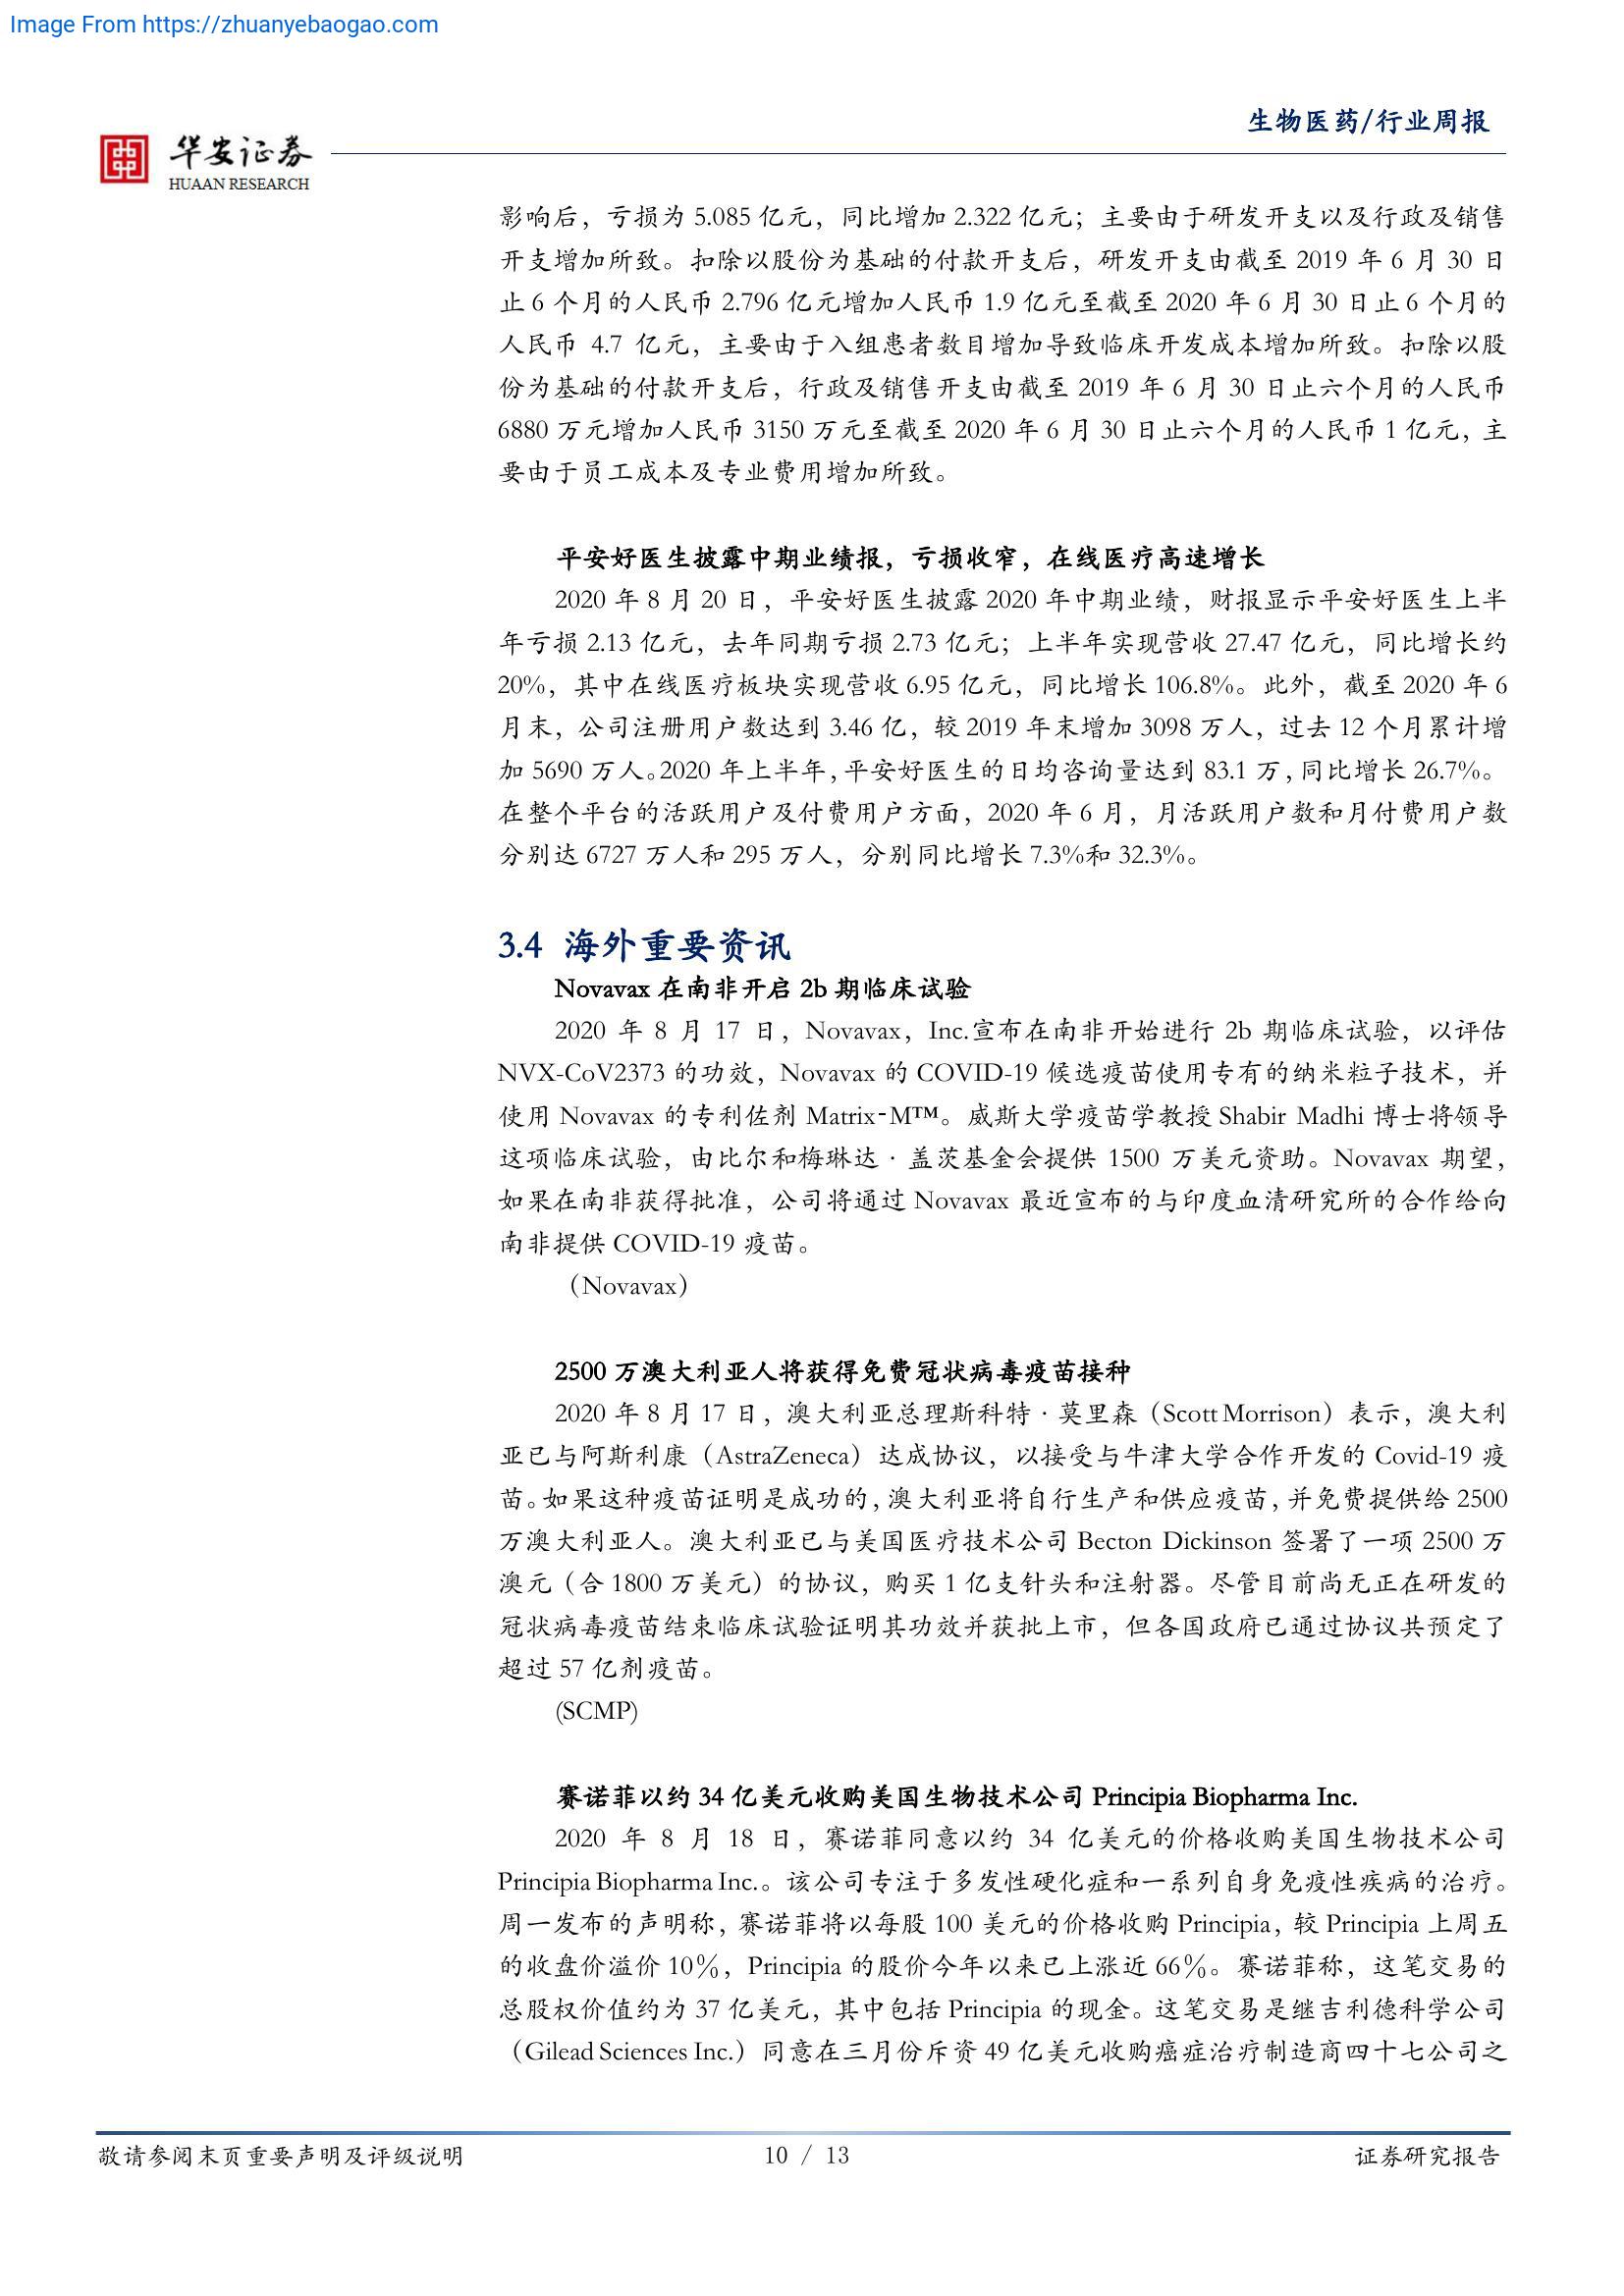 Image From https://zhuanyebaogao.com
生物医药/行业周报
华安证券
HUAAN RESEARCH
影响后，亏损为 5.085 亿元，同比增加 2.322 亿元；主要由于研发开支以及行政及销售
开支增加所致。扣除以股份为基础的付款开支后，研发开支由截至 2019 年 6 月 30 日
止 6 个月的人民币 2.796 亿元增加人民币 1.9 亿元至截至 2020 年 6 月 30 日止 6 个月的
人民币 4.7 亿元，主要由于入组患者数目增加导致临床开发成本增加所致。扣除以股
份为基础的付款开支后，行政及销售开支由截至 2019 年 6 月 30 日止六个月的人民币
6880 万元增加人民币 3150 万元至截至 2020 年 6 月 30 日止六个月的人民币 1 亿元，主
要由于员工成本及专业费用增加所致。
平安好医生披露中期业绩报，亏损收窄，在线医疗高速增长
2020 年 8 月 20 日，平安好医生披露 2020 年中期业绩，财报显示平安好医生上半
年亏损 2.13 亿元，去年同期亏损 2.73 亿元；上半年实现营收 27.47 亿元，同比增长约
20%，其中在线医疗板块实现营收 6.95 亿元，同比增长 106.8%。此外，截至 2020 年 6
月末，公司注册用户数达到 3.46 亿，较 2019 年末增加 3098 万人，过去 12 个月累计增
加 5690 万人。2020 年上半年，平安好医生的日均咨询量达到 83.1 万，同比增长 26.7%。
在整个平台的活跃用户及付费用户方面，2020 年 6 月，月活跃用户数和月付费用户数
分别达 6727 万人和 295 万人，分别同比增长 7.3%和 32.3%。
3.4 海外重要资讯
Novavax 在南非开启 2b 期临床试验
2020 年 8 月 17 日，Novavax，Inc.宣布在南非开始进行 2b 期临床试验，以评估
NVX-CoV2373 的功效，Novavax 的 COVID-19 候选疫苗使用专有的纳米粒子技术，并
使用 Novavax 的专利佐剂 Matrix-M™。威斯大学疫苗学教授 Shabir Madhi 博士将领导
这项临床试验，由比尔和梅琳达·盖茨基金会提供 1500 万美元资助。Novavax 期望，
如果在南非获得批准，公司将通过 Novavax 最近宣布的与印度血清研究所的合作给向
南非提供 COVID-19 疫苗。
（Novavax）
2500 万澳大利亚人将获得免费冠状病毒疫苗接种
2020 年 8 月 17 日，澳大利亚总理斯科特·莫里森（Scott Morrison）表示，澳大利
亚已与阿斯利康（AstraZeneca）达成协议，以接受与牛津大学合作开发的 Covid-19 疫
苗。如果这种疫苗证明是成功的，澳大利亚将自行生产和供应疫苗，并免费提供给 2500
万澳大利亚人。澳大利亚已与美国医疗技术公司 Becton Dickinson 签署了一项 2500 万
澳元（合 1800 万美元）的协议，购买 1 亿支针头和注射器。尽管目前尚无正在研发的
冠状病毒疫苗结束临床试验证明其功效并获批上市，但各国政府已通过协议共预定了
超过 57 亿剂疫苗。
(SCMP)
赛诺菲以约 34 亿美元收购美国生物技术公司 Principia Biopharma Inc.
2020 年 8 月 18 日，赛诺菲同意以约 34 亿美元的价格收购美国生物技术公司
Principia Biopharma Inc.。该公司专注于多发性硬化症和一系列自身免疫性疾病的治疗。
周一发布的声明称，赛诺菲将以每股 100 美元的价格收购 Principia，较 Principia 上周五
的收盘价溢价 10％，Principia 的股价今年以来已上涨近 66％。赛诺菲称，这笔交易的
总股权价值约为 37 亿美元，其中包括 Principia 的现金。这笔交易是继吉利德科学公司
（Gilead Sciences Inc.）同意在三月份斥资 49 亿美元收购癌症治疗制造商四十七公司之
敬请参阅末页重要声明及评级说明
10 / 13
证券研究报告